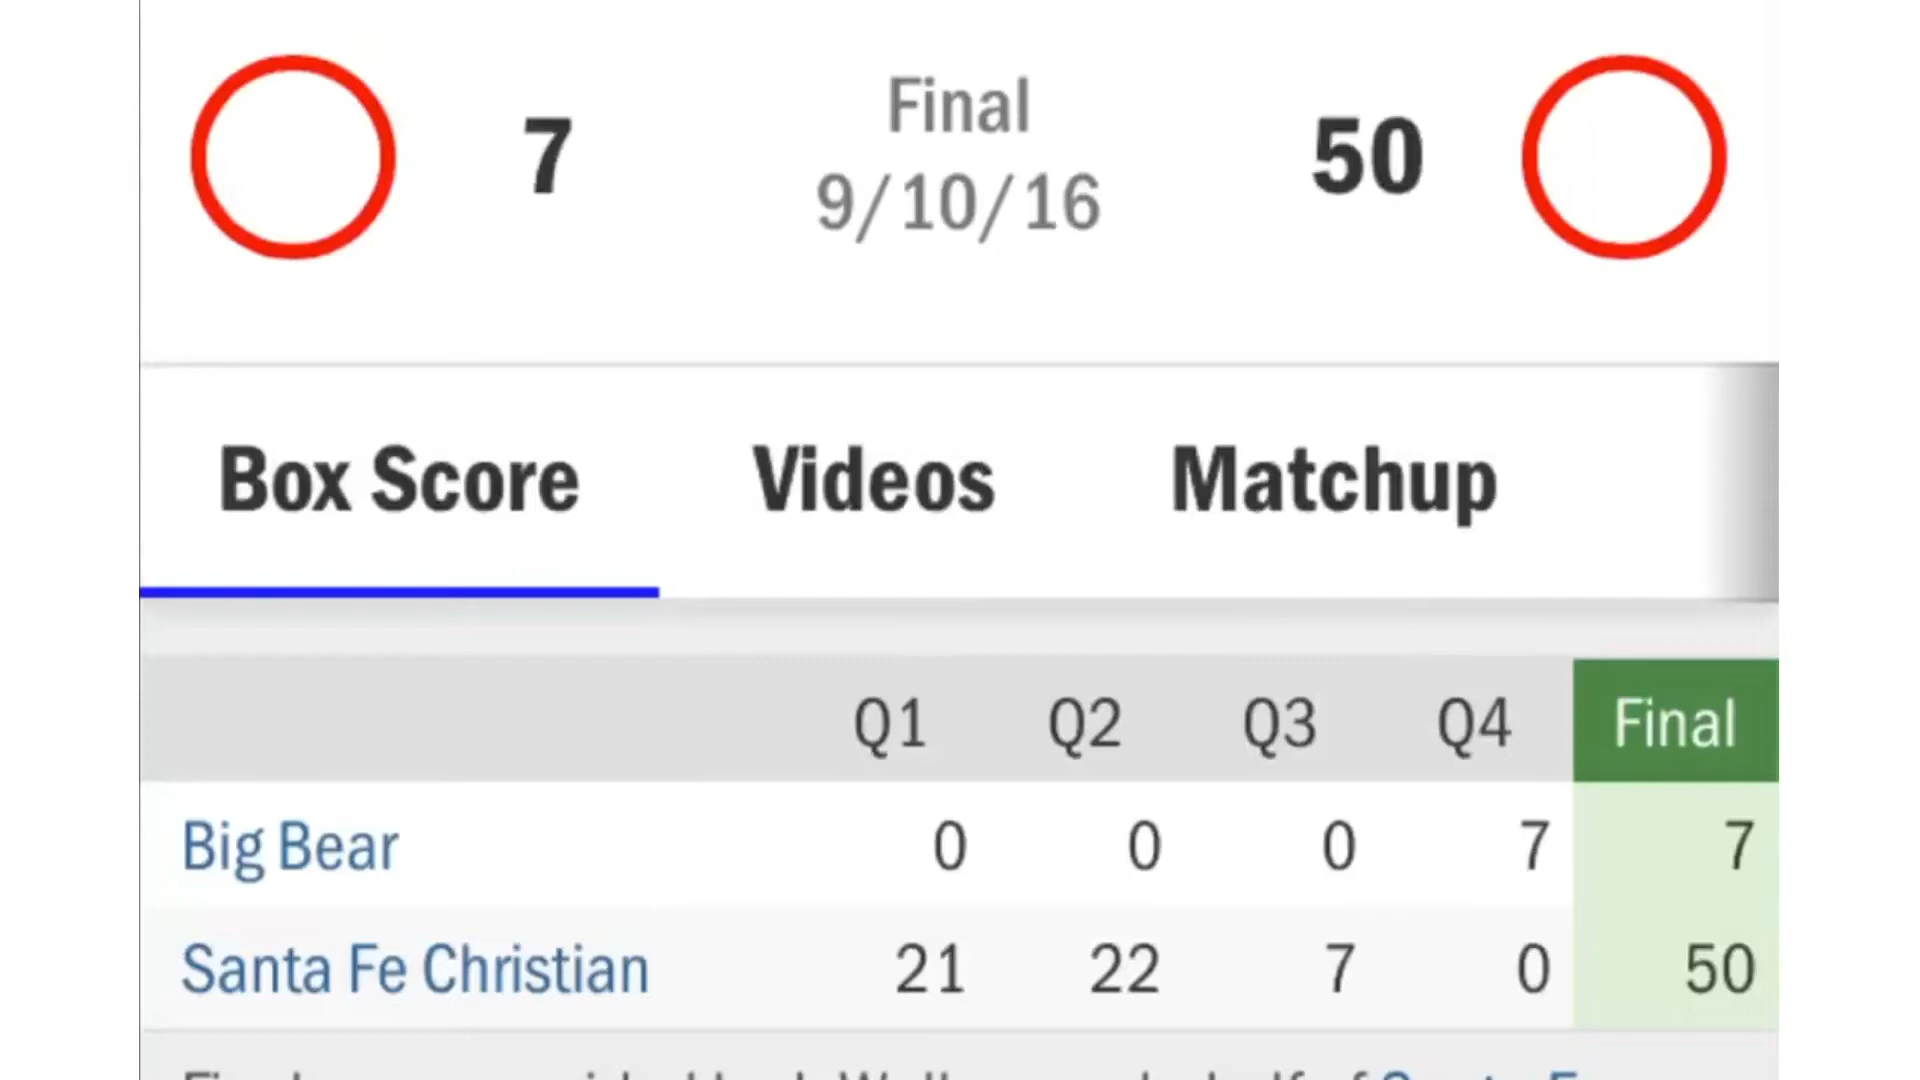 7 Final 50
9/10/16
Box Score Videos Matchup
Q1 Q2 Q3 Q4 Final
Big Bear 0 0 0 7 7
Santa Fe Christian 21 22 7 0 50